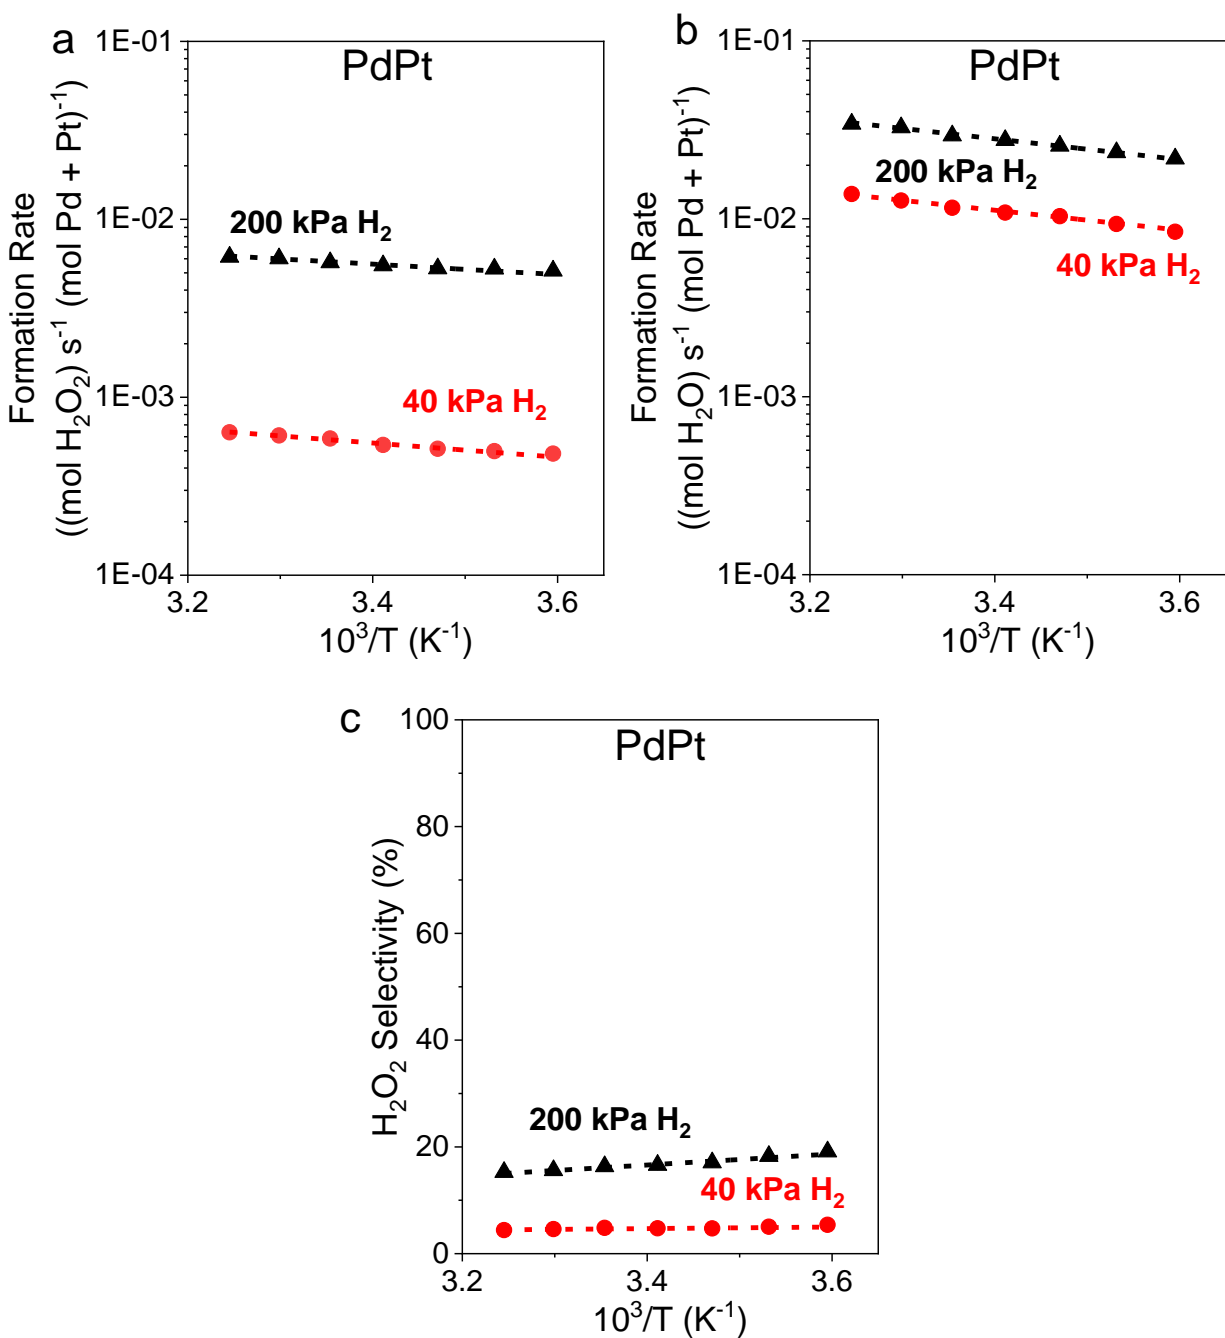 a
PdPt
1E-01
1E-02
1E-03
1E-04
Formation Rate
((mol H₂O₂) s⁻¹ (mol Pd + Pt)⁻¹)
200 kPa H₂
40 kPa H₂
3.2
3.4
3.6
10³/T (K⁻¹)
b
PdPt
1E-01
1E-02
1E-03
1E-04
Formation Rate
((mol H₂O) s⁻¹ (mol Pd + Pt)⁻¹)
200 kPa H₂
40 kPa H₂
3.2
3.4
3.6
10³/T (K⁻¹)
c
PdPt
100
80
60
40
20
0
H₂O₂ Selectivity (%)
200 kPa H₂
40 kPa H₂
3.2
3.4
3.6
10³/T (K⁻¹)